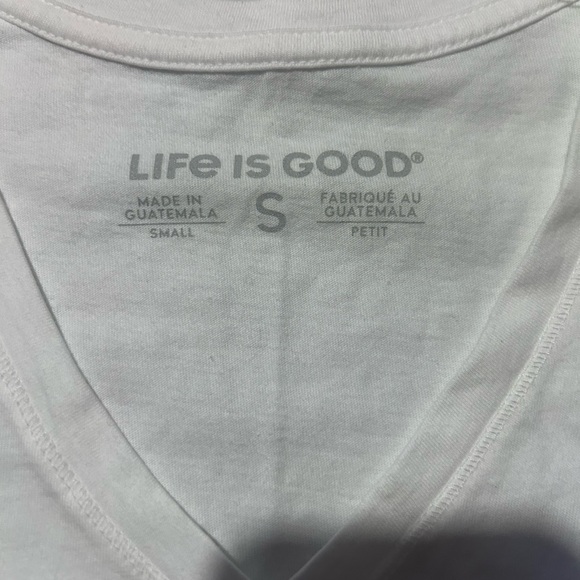 LIFe IS GOOD®
MADE IN
GUATEMALA
SMALL
S
FABRIQUÉ AU
GUATEMALA
PETIT